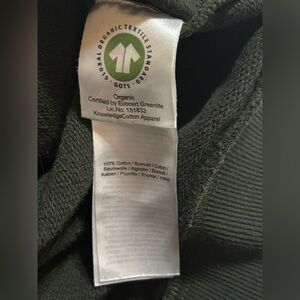 GLOBAL ORGANIC TEXTILE STANDARD
· GOTS ·
Organic
Certified by Ecocert Greenlife
Lic.No. 151633
KnowledgeCotton Apparel
100% Cotton / Bomuld / Coton /
Baumwolle / Algodón / Bomull /
Katoen / Puuvilla /